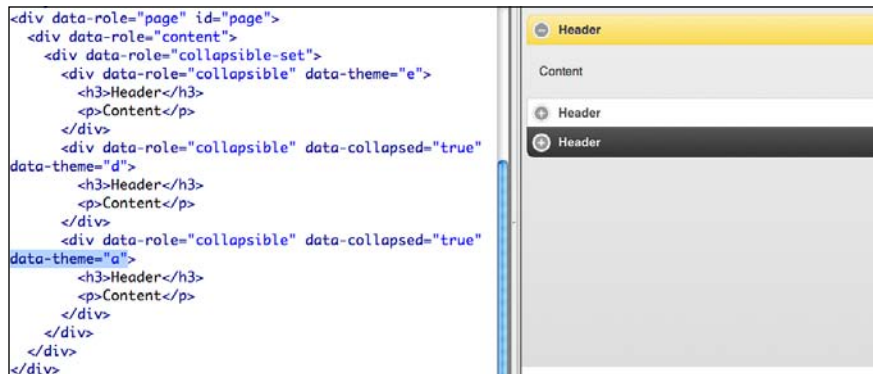 <div data-role="page" id="page">
<div data-role="content">
<div data-role="collapsible-set">
<div data-role="collapsible" data-theme="e">
<h3>Header</h3>
<p>Content</p>
</div>
<div data-role="collapsible" data-collapsed="true"
data-theme="d">
<h3>Header</h3>
<p>Content</p>
</div>
<div data-role="collapsible" data-collapsed="true"
data-theme="a">
<h3>Header</h3>
<p>Content</p>
</div>
</div>
</div>
</div>
Header
Content
Header
Header